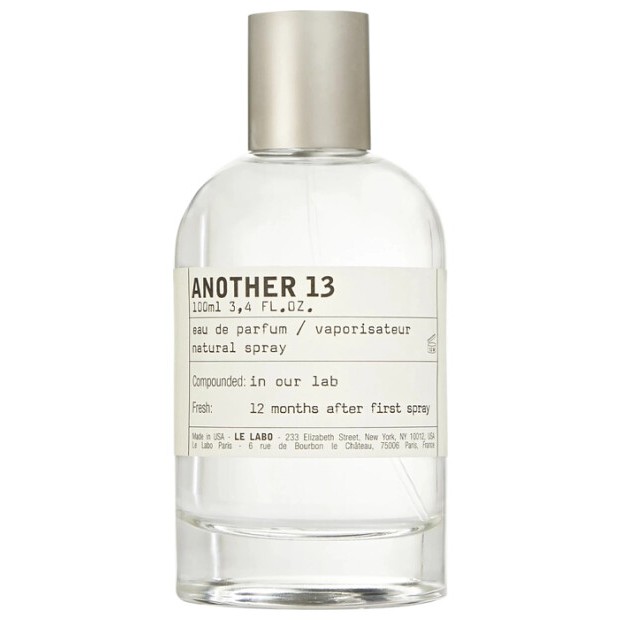 ANOTHER 13
100ml 3,4 FL.OZ.
eau de parfum / vaporisateur
natural spray
Compounded: in our lab
Fresh: 12 months after first spray
Made in USA - LE LABO - 233 Elizabeth Street, New York, NY 10012, USA
Le Labo Paris - 6 rue de Bourbon le Château, 75006 Paris, France